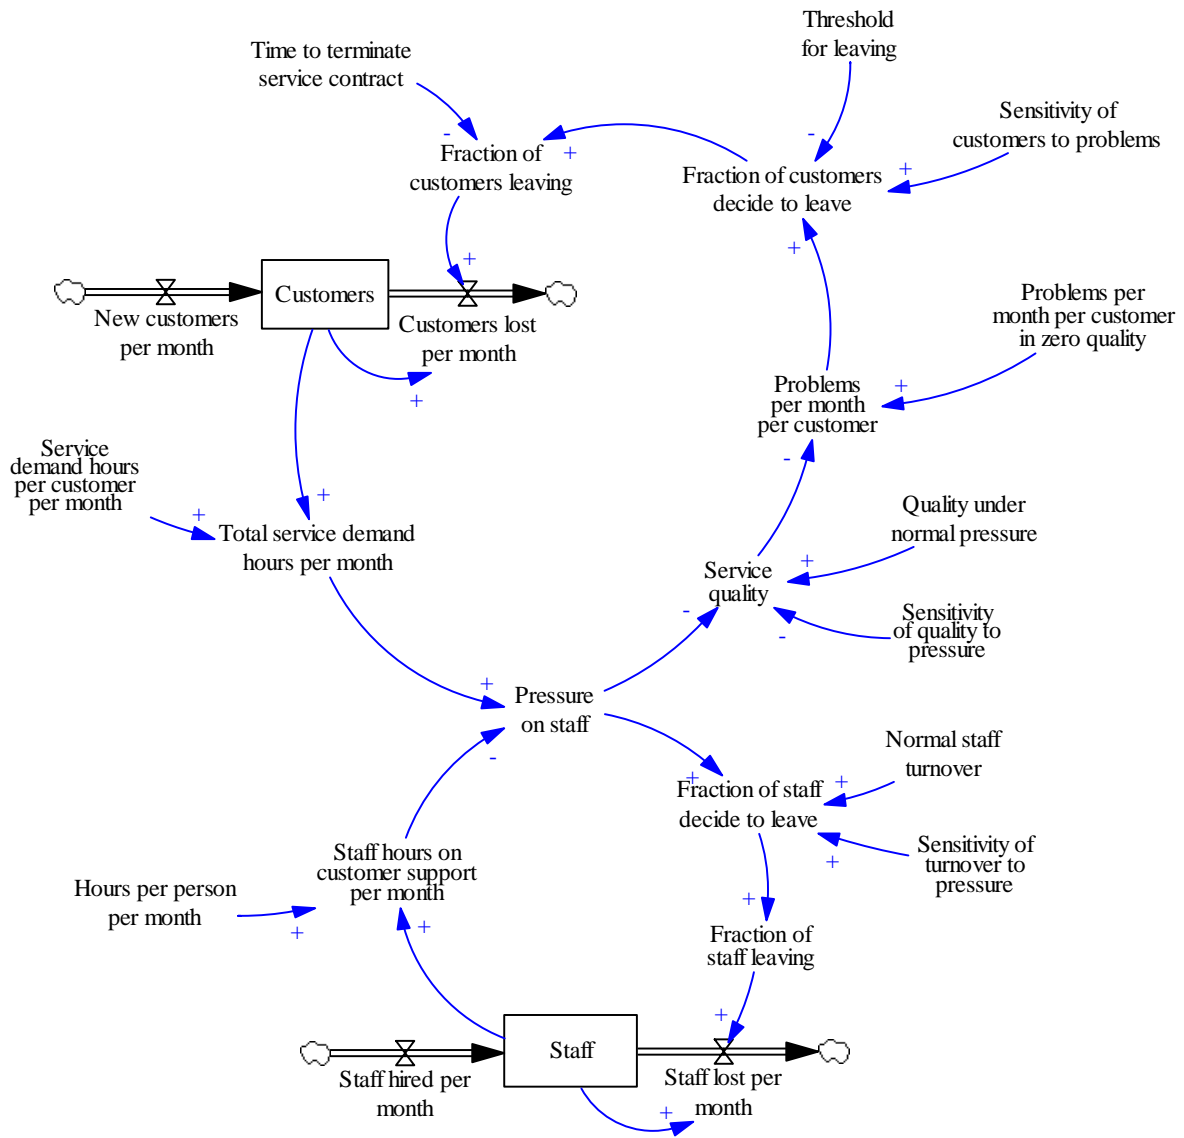 Threshold
for leaving
Time to terminate
service contract
Sensitivity of
customers to problems
-
-
+
+
Fraction of
customers leaving
Fraction of customers
decide to leave
+
+
Customers
New customers
per month
Customers lost
per month
+
Problems per
month per customer
in zero quality
Problems
per month
per customer
+
-
Service
demand hours
per customer
per month
+
+
Total service demand
hours per month
Quality under
normal pressure
+
Service
quality
-
-
Sensitivity
of quality to
pressure
+
Pressure
on staff
-
Normal staff
turnover
+
+
Fraction of staff
decide to leave
+
Sensitivity of
turnover to
pressure
Staff hours on
customer support
per month
Hours per person
per month
+
+
+
Fraction of
staff leaving
+
Staff
Staff hired per
month
Staff lost per
month
+